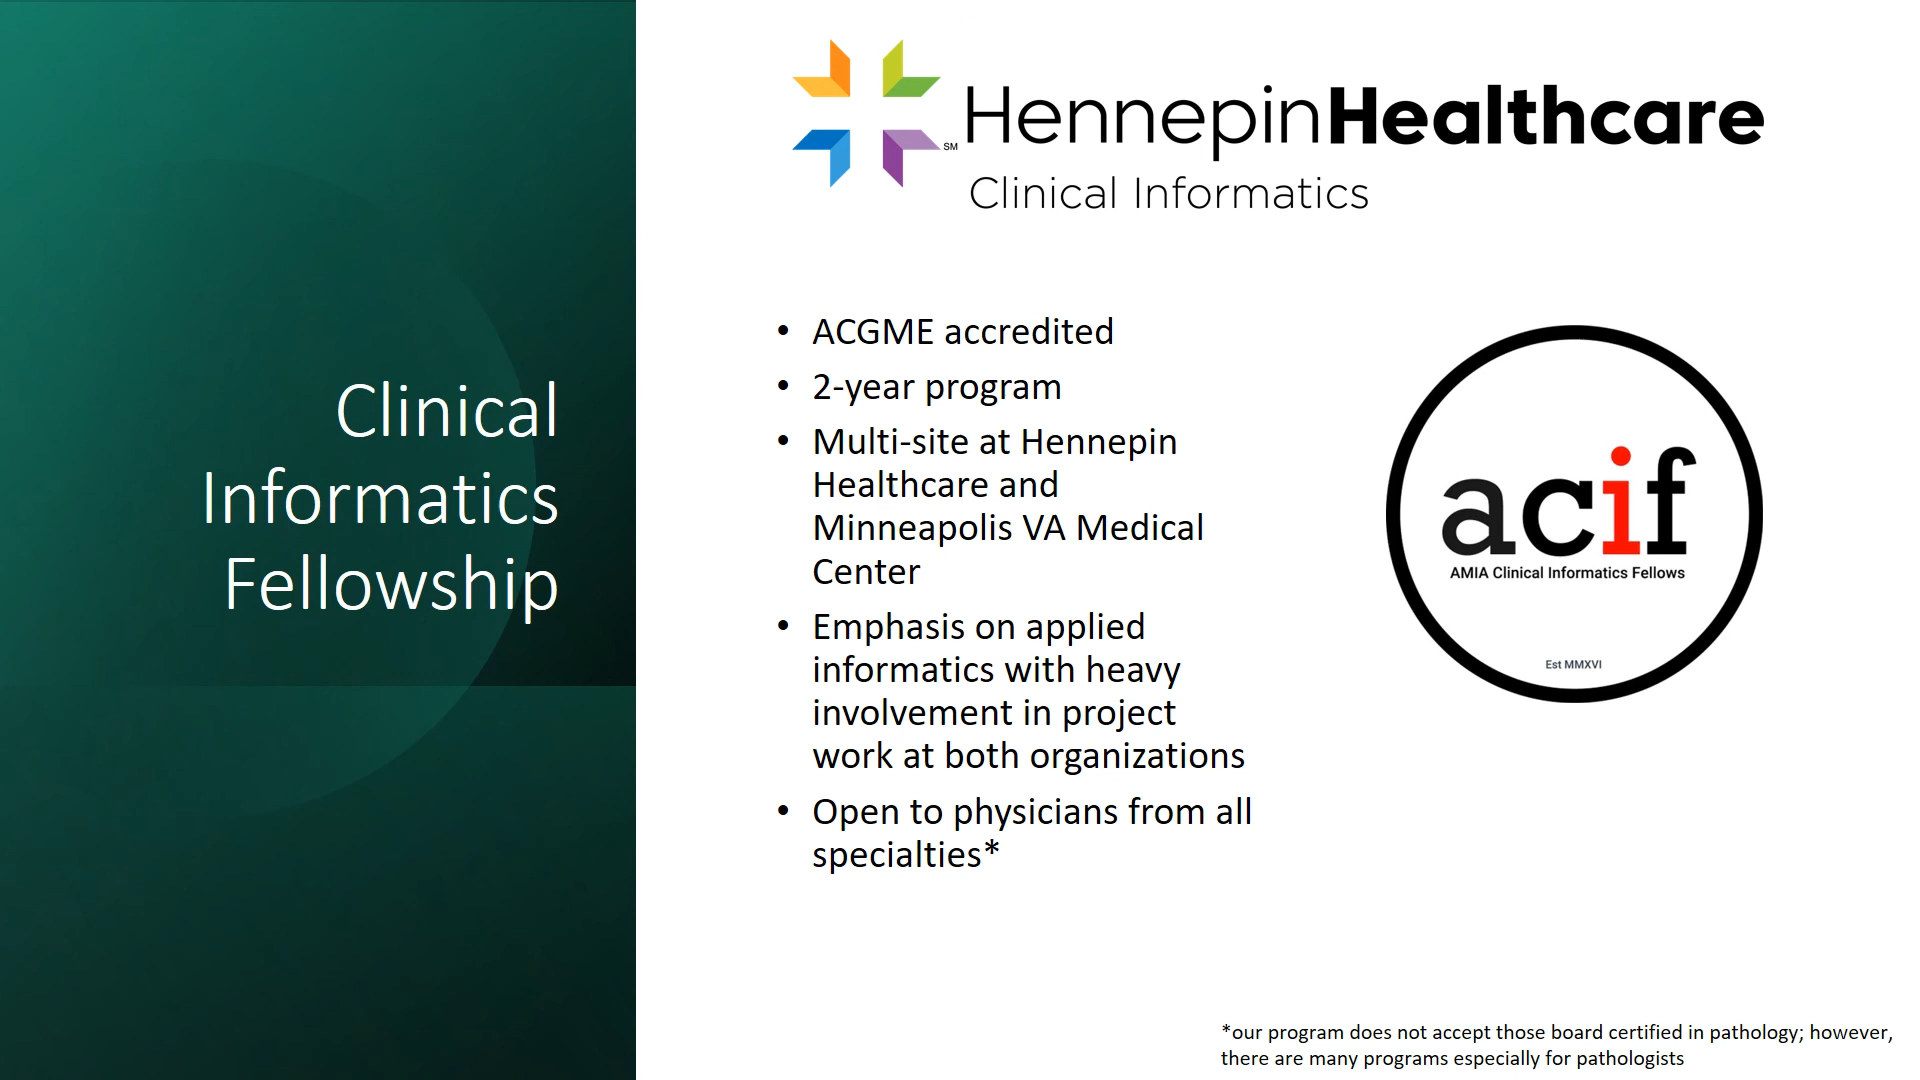 Clinical
Informatics
Fellowship
HennepinHealthcare
SM
Clinical Informatics
• ACGME accredited
• 2-year program
• Multi-site at Hennepin
Healthcare and
Minneapolis VA Medical
Center
• Emphasis on applied
informatics with heavy
involvement in project
work at both organizations
• Open to physicians from all
specialties*
acif
AMIA Clinical Informatics Fellows
Est MMXVI
*our program does not accept those board certified in pathology; however,
there are many programs especially for pathologists